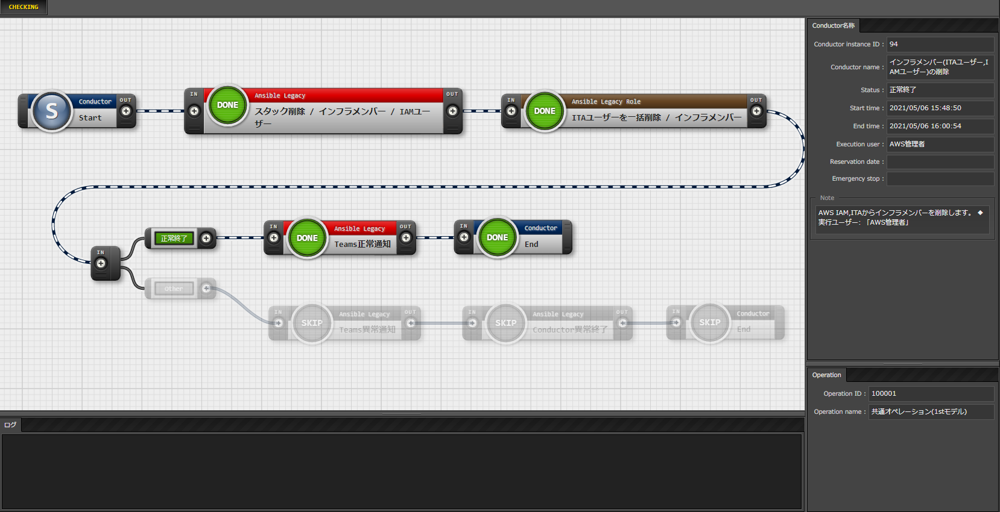 CHECKING
Conductor
Start
S
OUT
IN
DONE
Ansible Legacy
スタック削除 / インフラメンバー / IAMユー
ザー
OUT
IN
DONE
Ansible Legacy Role
ITAユーザーを一括削除 / インフラメンバー
OUT
IN
正常終了
Other
IN
DONE
Ansible Legacy
Teams正常通知
OUT
IN
DONE
Conductor
End
IN
SKIP
Ansible Legacy
Teams異常通知
OUT
IN
SKIP
Ansible Legacy
Conductor異常終了
OUT
IN
SKIP
Conductor
End
ログ
Conductor名称
Conductor instance ID : 94
Conductor name : インフラメンバー(ITAユーザー,I
AMユーザー)の削除
Status : 正常終了
Start time : 2021/05/06 15:48:50
End time : 2021/05/06 16:00:54
Execution user : AWS管理者
Reservation date :
Emergency stop :
Note
AWS IAM,ITAからインフラメンバーを削除します。 ◆
実行ユーザー: 「AWS管理者」
Operation
Operation ID : 100001
Operation name : 共通オペレーション(1stモデル)